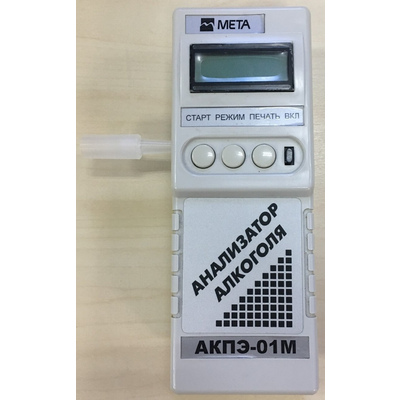 МЕТА
СТАРТ РЕЖИМ ПЕЧАТЬ ВКЛ
АНАЛИЗАТОР
АЛКОГОЛЯ
АКПЭ-01М